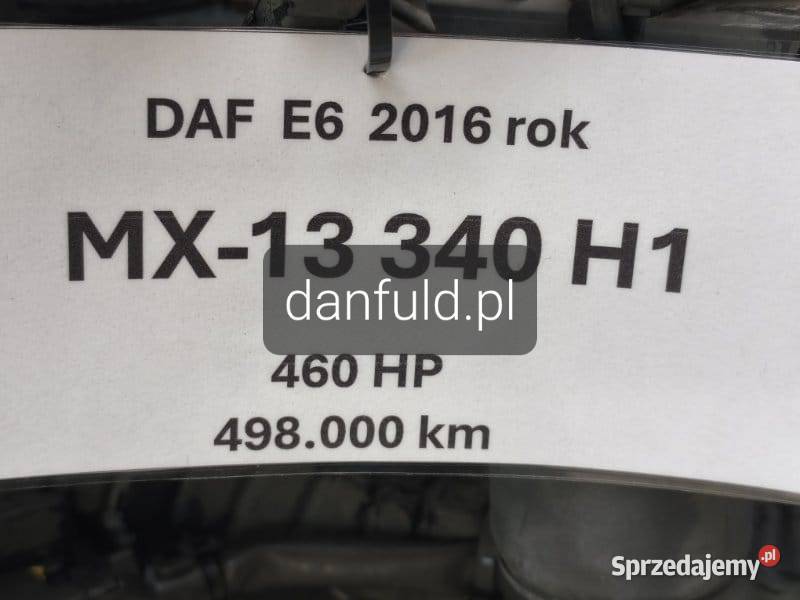 DAF E6 2016 rok
MX-13 340 H1
danfuld.pl
460 HP
498.000 km
Sprzedajemy.pl